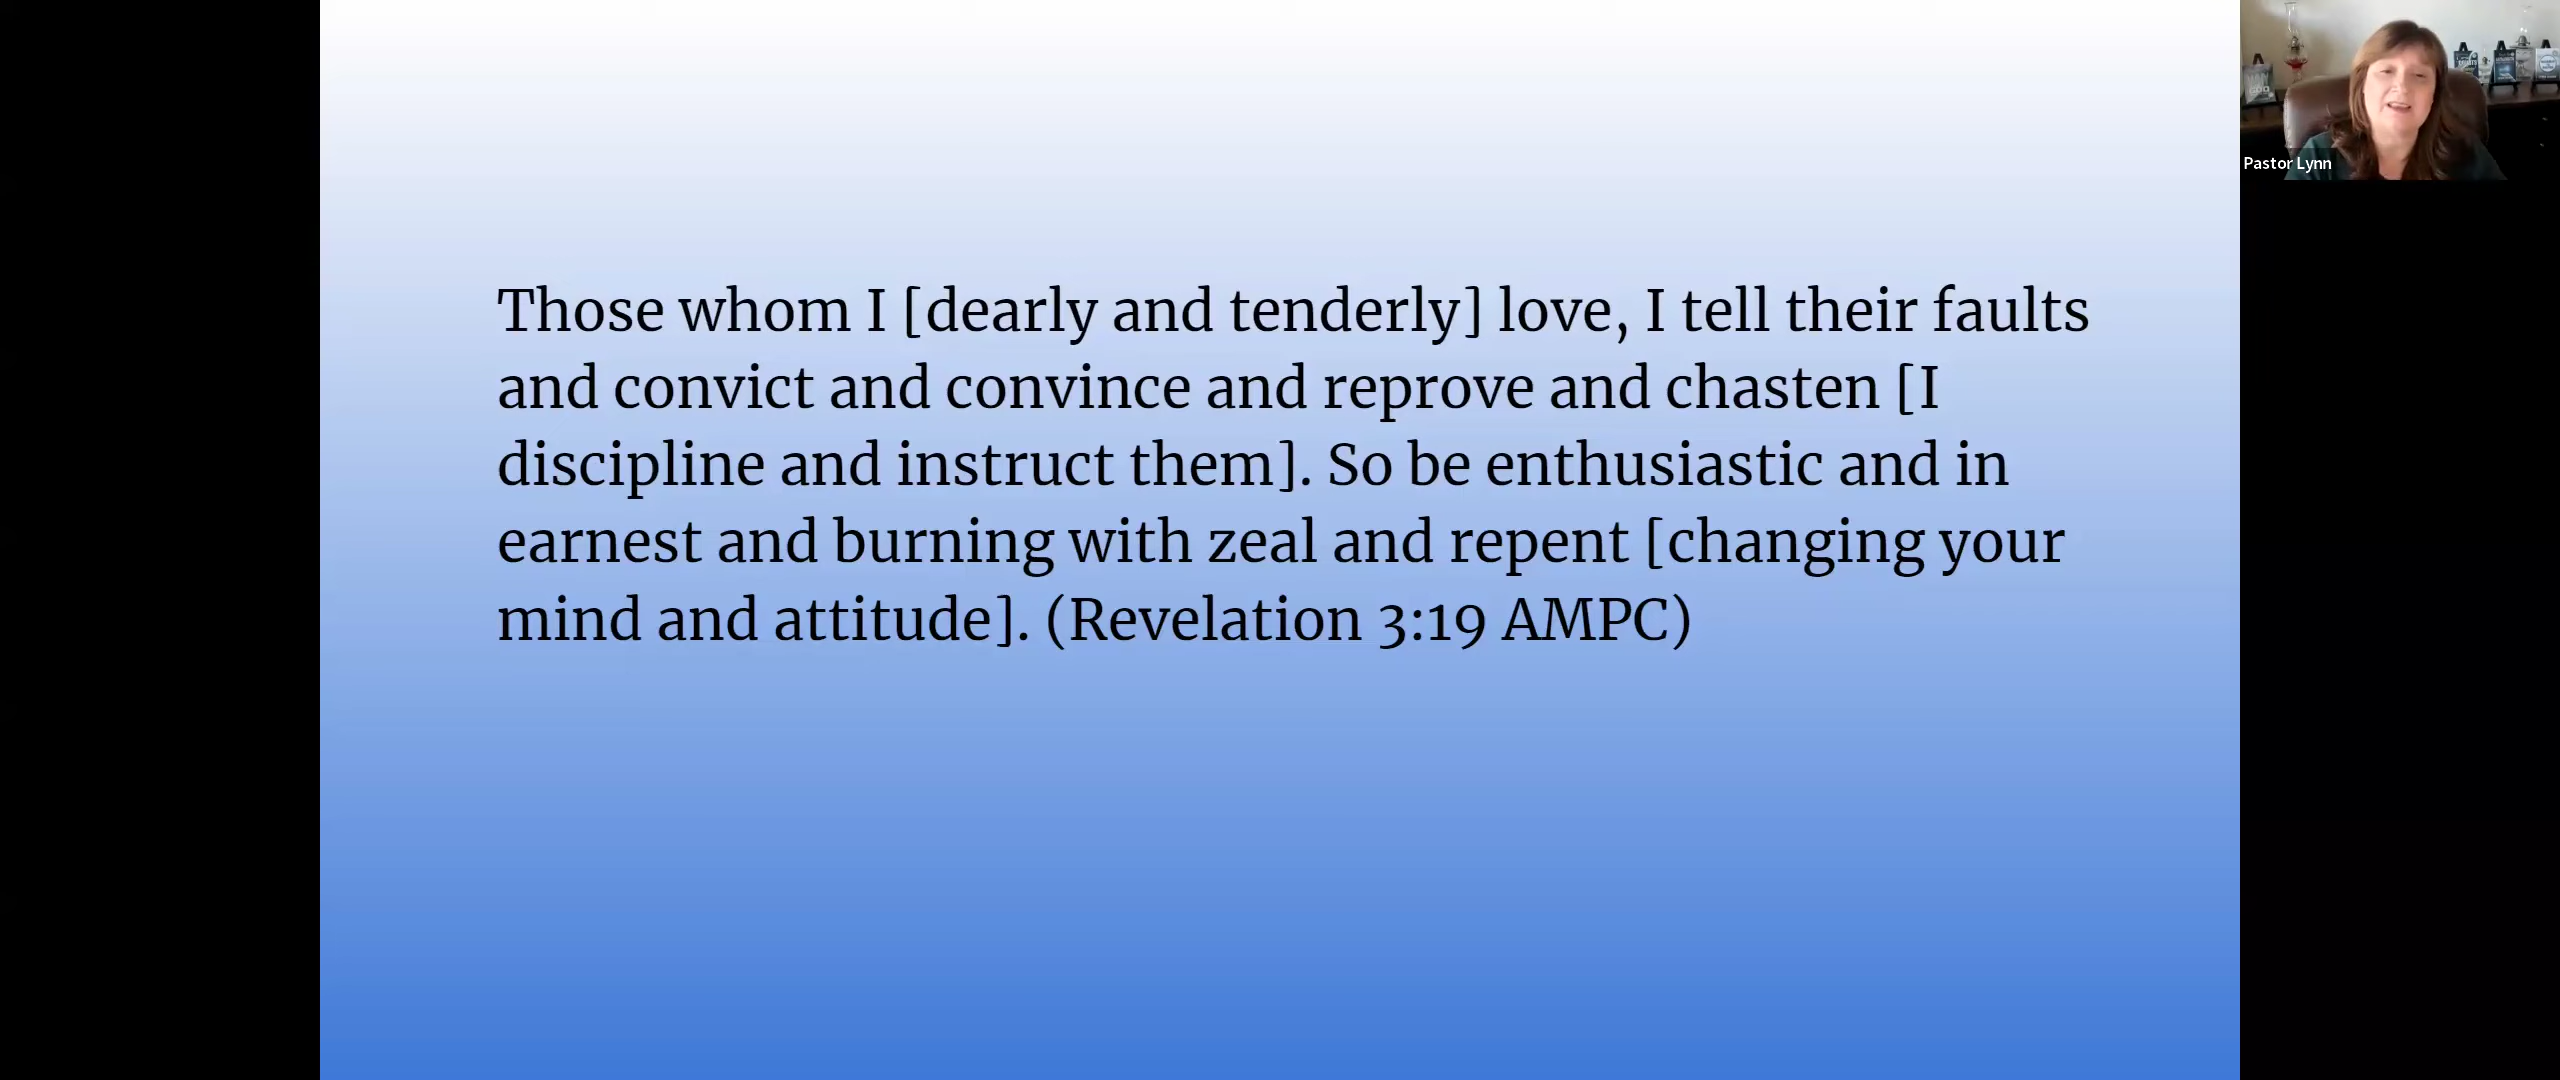 Those whom I [dearly and tenderly] love, I tell their faults
and convict and convince and reprove and chasten [I
discipline and instruct them]. So be enthusiastic and in
earnest and burning with zeal and repent [changing your
mind and attitude]. (Revelation 3:19 AMPC)
Pastor Lynn